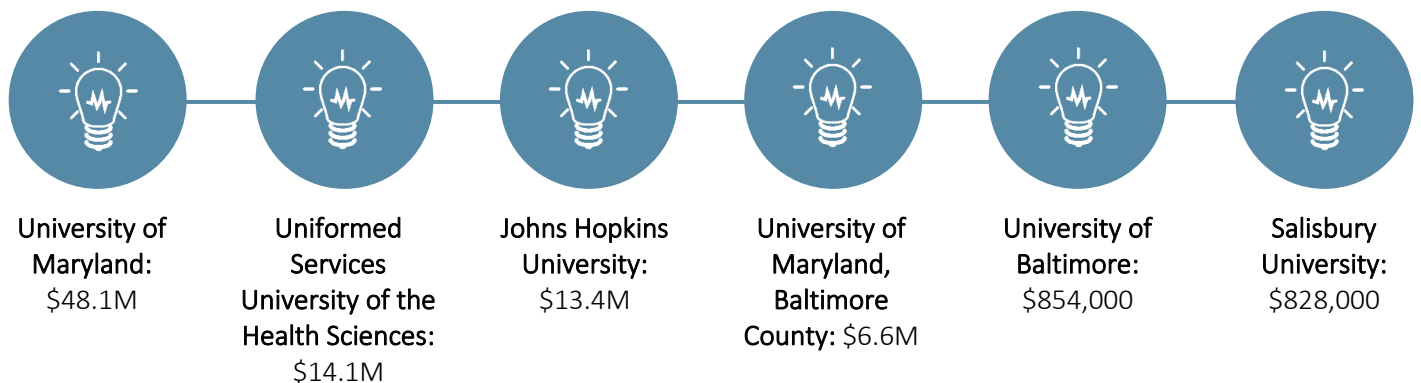 University of
Maryland:
$48.1M
Uniformed
Services
University of the
Health Sciences:
$14.1M
Johns Hopkins
University:
$13.4M
University of
Maryland,
Baltimore
County: $6.6M
University of
Baltimore:
$854,000
Salisbury
University:
$828,000